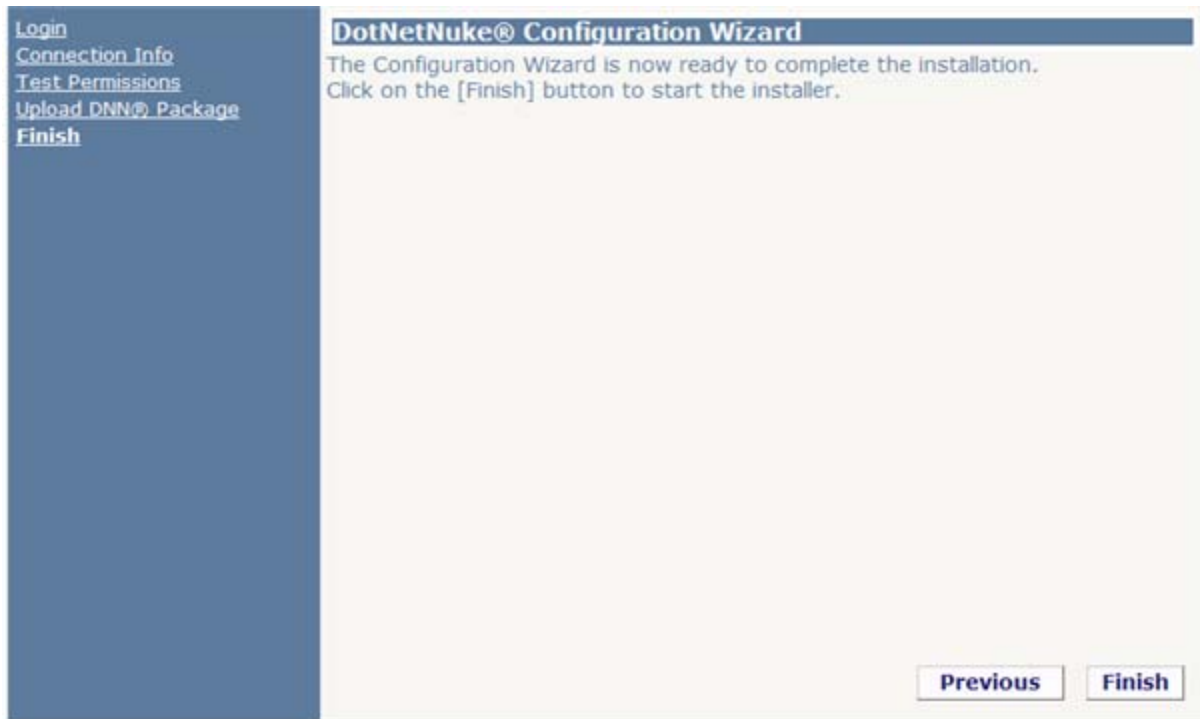 Login
Connection Info
Test Permissions
Upload DNN® Package
Finish
DotNetNuke® Configuration Wizard
The Configuration Wizard is now ready to complete the installation.
Click on the [Finish] button to start the installer.
Previous
Finish